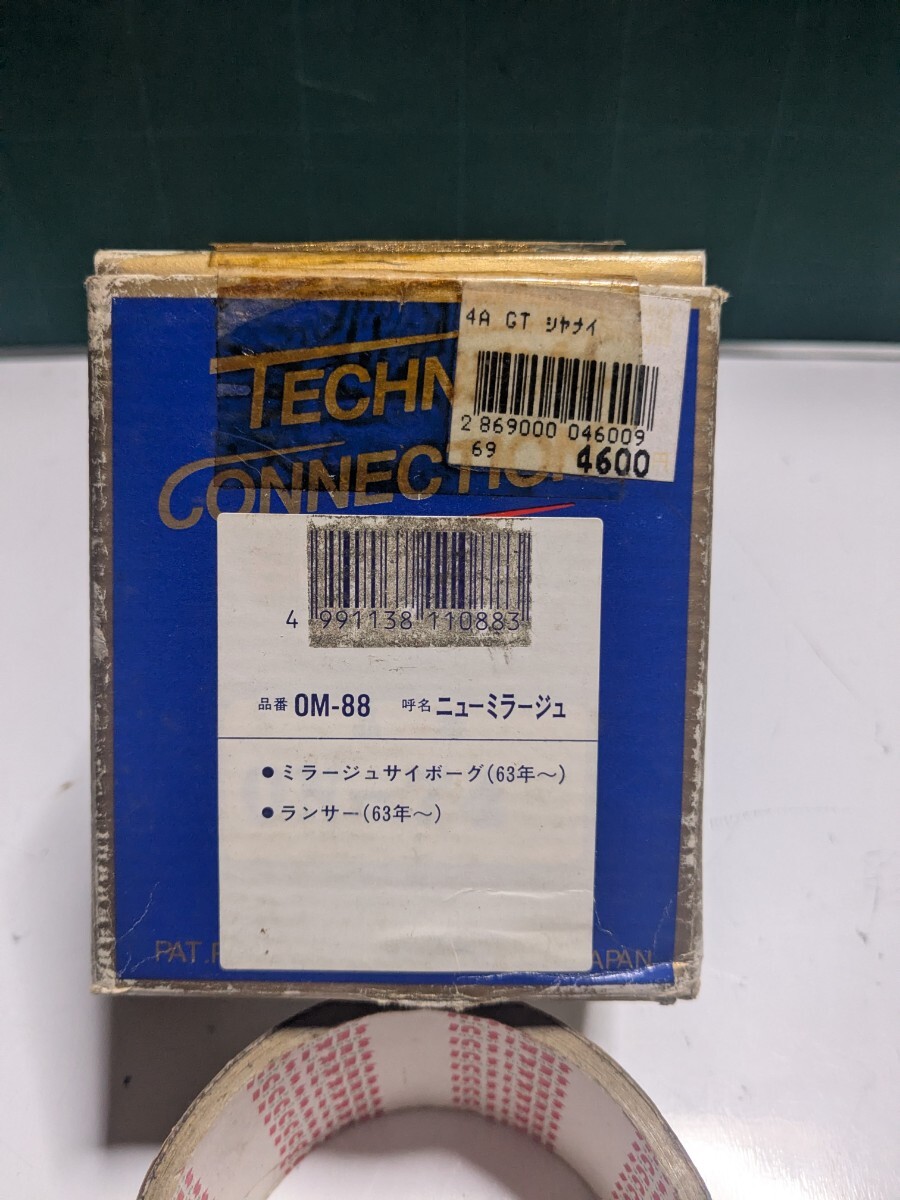 4A GT シヤナイ
2 869000 046009
69 4600
TECHN
CONNECTION
4 991138 110883
品番 OM-88 呼名 ニューミラージュ
● ミラージュサイボーグ(63年〜)
● ランサー(63年〜)
PAT. JAPAN